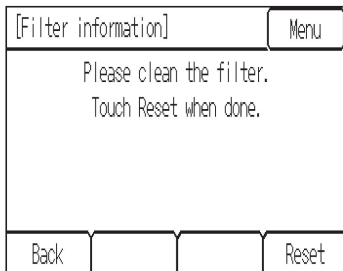 [Filter information] Menu
Please clean the filter.
Touch Reset when done.
Back Reset